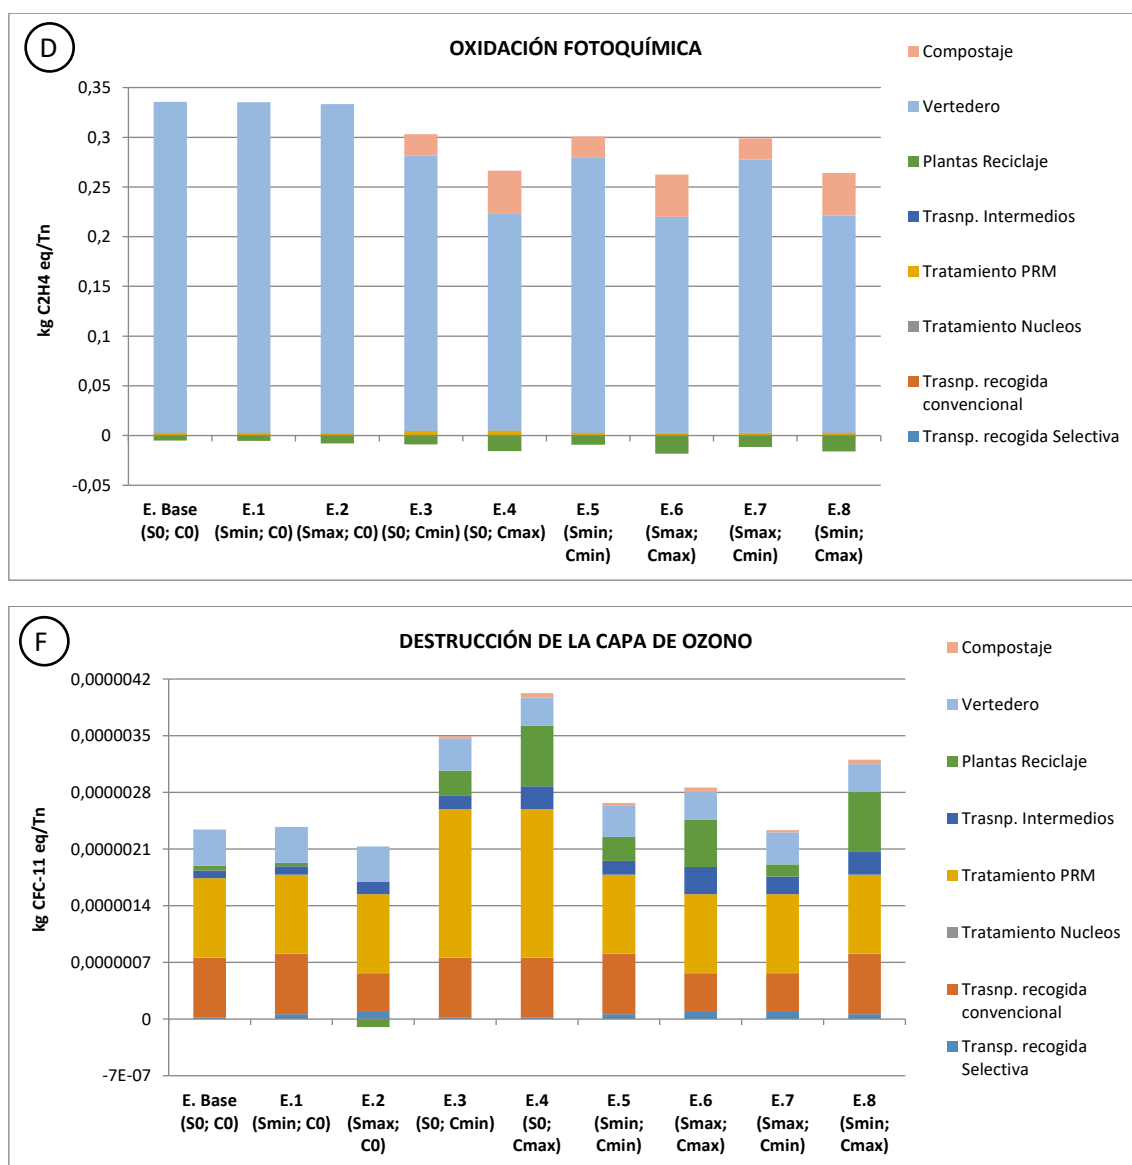 D
OXIDACIÓN FOTOQUÍMICA
kg C2H4 eq/Tn
0,35
0,3
0,25
0,2
0,15
0,1
0,05
0
-0,05
E. Base
(S0; C0)
E.1
(Smin; C0)
E.2
(Smax; C0)
E.3
(S0; Cmin)
E.4
(S0; Cmax)
E.5
(Smin;
Cmin)
E.6
(Smax;
Cmax)
E.7
(Smax;
Cmin)
E.8
(Smin;
Cmax)
Compostaje
Vertedero
Plantas Reciclaje
Trasnp. Intermedios
Tratamiento PRM
Tratamiento Nucleos
Trasnp. recogida
convencional
Transp. recogida Selectiva
F
DESTRUCCIÓN DE LA CAPA DE OZONO
kg CFC-11 eq/Tn
0,0000042
0,0000035
0,0000028
0,0000021
0,0000014
0,0000007
0
-7E-07
E. Base
(S0; C0)
E.1
(Smin; C0)
E.2
(Smax;
C0)
E.3
(S0; Cmin)
E.4
(S0;
Cmax)
E.5
(Smin;
Cmin)
E.6
(Smax;
Cmax)
E.7
(Smax;
Cmin)
E.8
(Smin;
Cmax)
Compostaje
Vertedero
Plantas Reciclaje
Trasnp. Intermedios
Tratamiento PRM
Tratamiento Nucleos
Trasnp. recogida
convencional
Transp. recogida
Selectiva